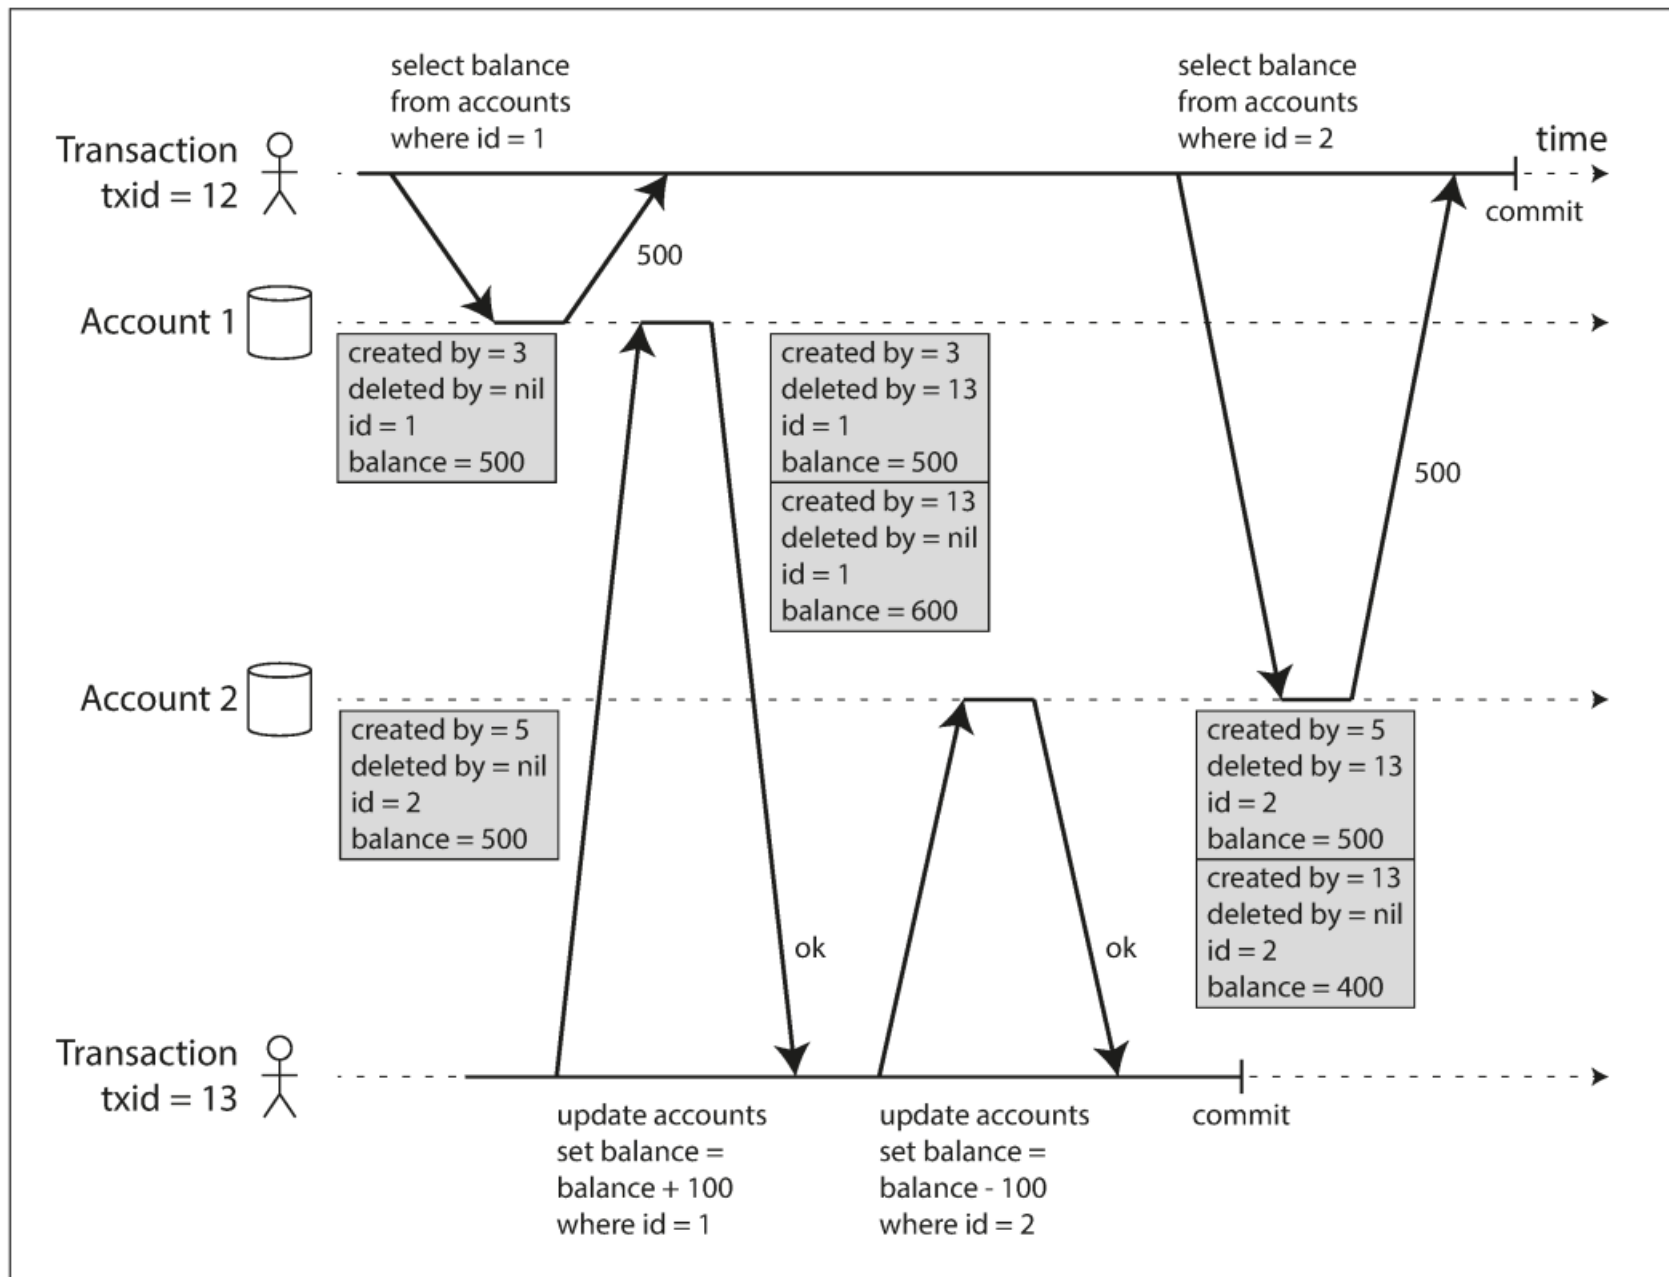 select balance
from accounts
where id = 1
select balance
from accounts
where id = 2
time
Transaction
txid = 12
commit
500
Account 1
created by = 3
deleted by = nil
id = 1
balance = 500
created by = 3
deleted by = 13
id = 1
balance = 500
created by = 13
deleted by = nil
id = 1
balance = 600
500
Account 2
created by = 5
deleted by = nil
id = 2
balance = 500
created by = 5
deleted by = 13
id = 2
balance = 500
created by = 13
deleted by = nil
id = 2
balance = 400
ok
ok
Transaction
txid = 13
update accounts
set balance =
balance + 100
where id = 1
update accounts
set balance =
balance - 100
where id = 2
commit